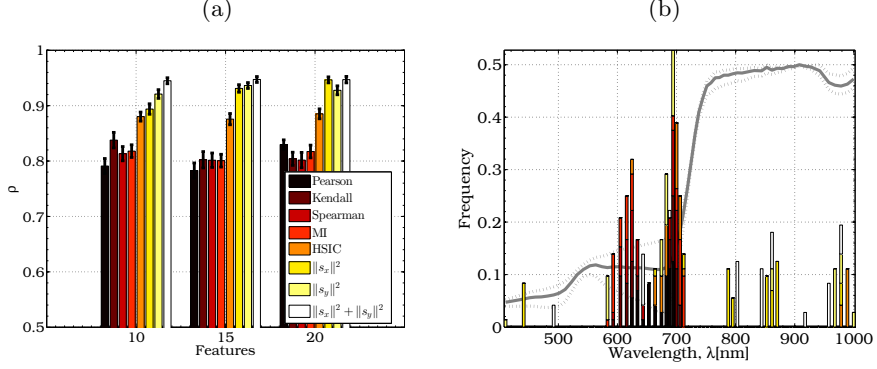 (a)
1
0.9
0.8
0.7
0.6
0.5
ρ
10
15
20
Features
Pearson
Kendall
Spearman
MI
HSIC
‖s_x‖²
‖s_y‖²
‖s_x‖² + ‖s_y‖²
(b)
0.5
0.4
0.3
0.2
0.1
0
Frequency
500
600
700
800
900
1000
Wavelength, λ[nm]